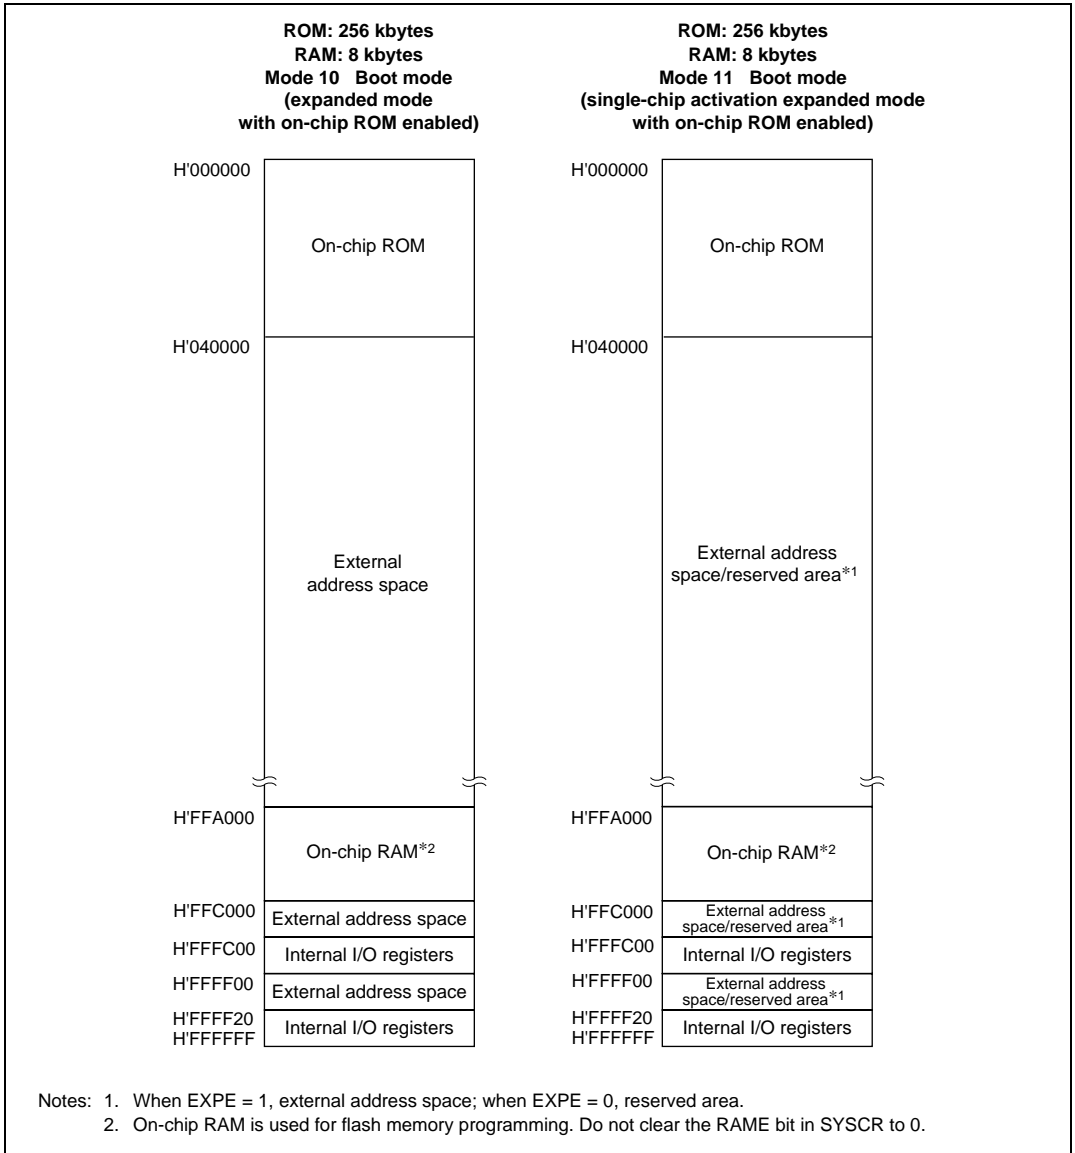 ROM: 256 kbytes
RAM: 8 kbytes
Mode 10 Boot mode
(expanded mode
with on-chip ROM enabled)
H'000000
On-chip ROM
H'040000
External
address space
H'FFA000
On-chip RAM*2
H'FFC000
External address space
H'FFFC00
Internal I/O registers
H'FFFF00
External address space
H'FFFF20
Internal I/O registers
H'FFFFFF
ROM: 256 kbytes
RAM: 8 kbytes
Mode 11 Boot mode
(single-chip activation expanded mode
with on-chip ROM enabled)
H'000000
On-chip ROM
H'040000
External address
space/reserved area*1
H'FFA000
On-chip RAM*2
H'FFC000
External address
space/reserved area*1
H'FFFC00
Internal I/O registers
H'FFFF00
External address
space/reserved area*1
H'FFFF20
Internal I/O registers
H'FFFFFF
Notes: 1. When EXPE = 1, external address space; when EXPE = 0, reserved area.
2. On-chip RAM is used for flash memory programming. Do not clear the RAME bit in SYSCR to 0.